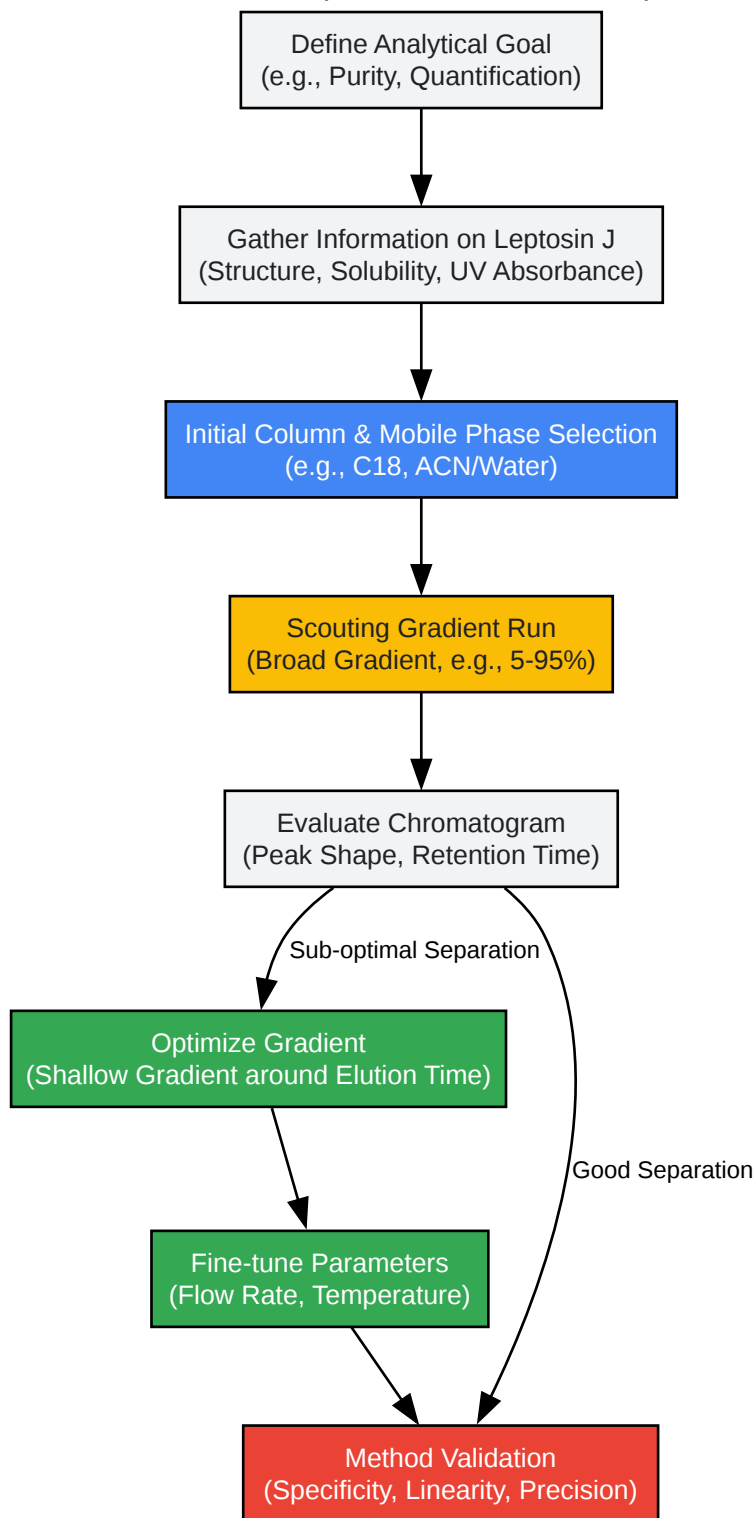 Define Analytical Goal
(e.g., Purity, Quantification)
Gather Information on Leptosin J
(Structure, Solubility, UV Absorbance)
Initial Column & Mobile Phase Selection
(e.g., C18, ACN/Water)
Scouting Gradient Run
(Broad Gradient, e.g., 5-95%)
Evaluate Chromatogram
(Peak Shape, Retention Time)
Sub-optimal Separation
Optimize Gradient
(Shallow Gradient around Elution Time)
Good Separation
Fine-tune Parameters
(Flow Rate, Temperature)
Method Validation
(Specificity, Linearity, Precision)